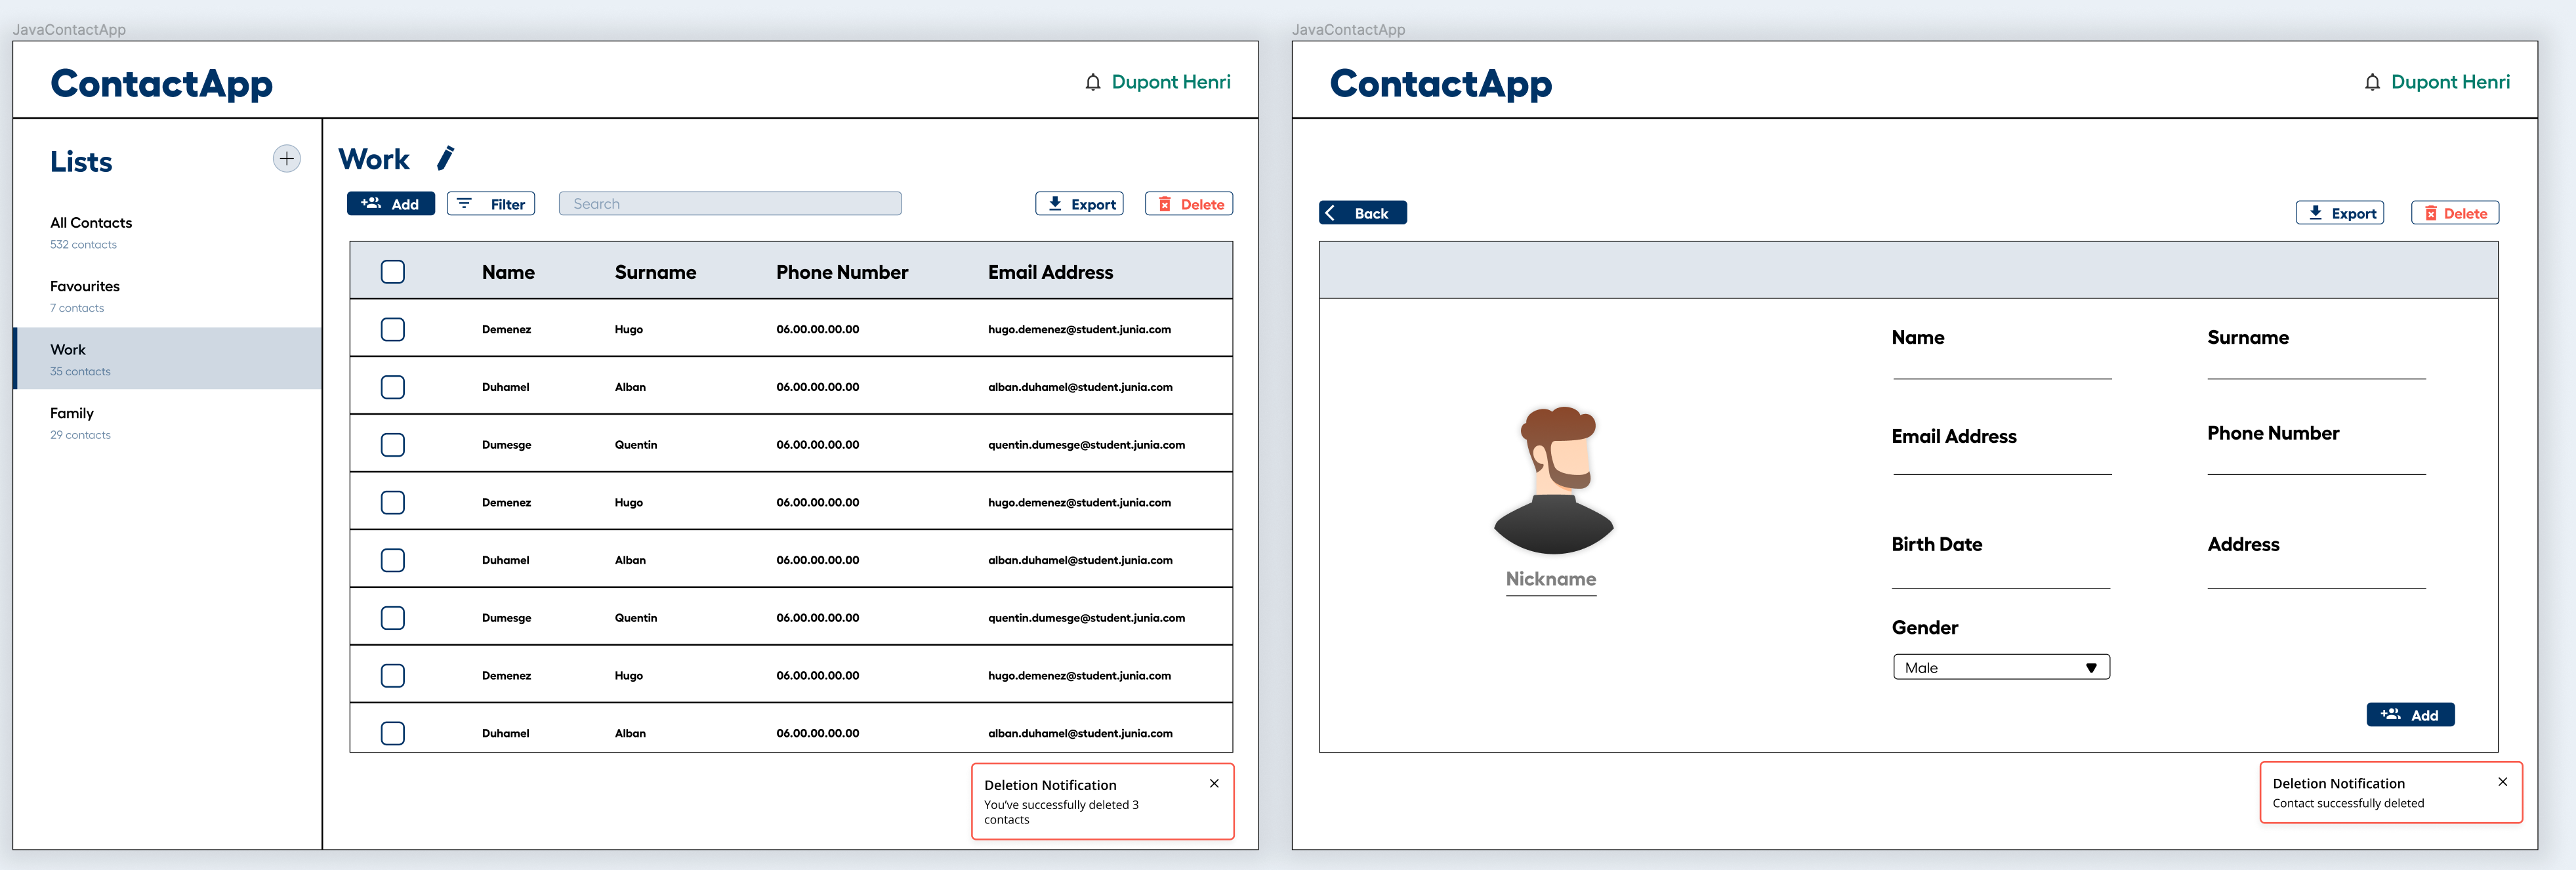 JavaContactApp
ContactApp
Dupont Henri
Lists
All Contacts
532 contacts
Favourites
7 contacts
Work
35 contacts
Family
29 contacts
Work
Add
Filter
Search
Export
Delete
Name Surname Phone Number Email Address
Demenez Hugo 06.00.00.00.00 hugo.demenez@student.junia.com
Duhamel Alban 06.00.00.00.00 alban.duhamel@student.junia.com
Dumesge Quentin 06.00.00.00.00 quentin.dumesge@student.junia.com
Demenez Hugo 06.00.00.00.00 hugo.demenez@student.junia.com
Duhamel Alban 06.00.00.00.00 alban.duhamel@student.junia.com
Dumesge Quentin 06.00.00.00.00 quentin.dumesge@student.junia.com
Demenez Hugo 06.00.00.00.00 hugo.demenez@student.junia.com
Duhamel Alban 06.00.00.00.00 alban.duhamel@student.junia.com
Deletion Notification
You've successfully deleted 3
contacts
JavaContactApp
ContactApp
Dupont Henri
Back
Export
Delete
Nickname
Name
Surname
Email Address
Phone Number
Birth Date
Address
Gender
Male
Add
Deletion Notification
Contact successfully deleted